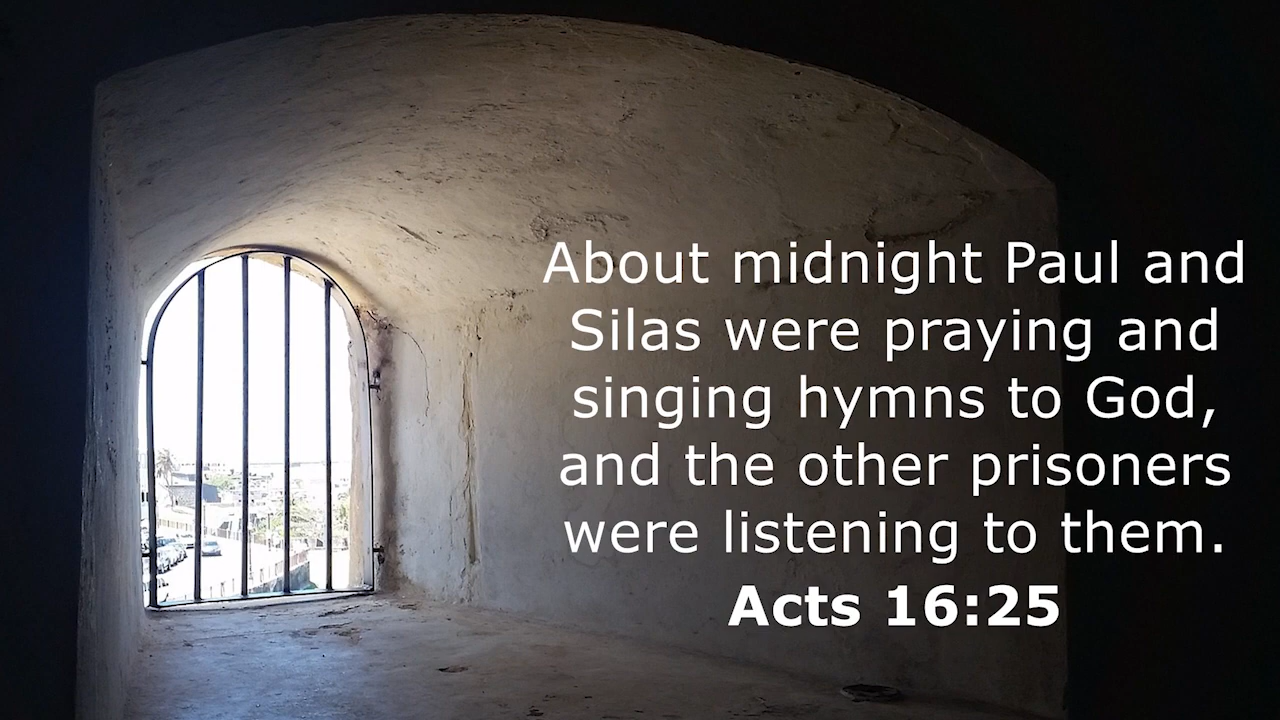 About midnight Paul and
Silas were praying and
singing hymns to God,
and the other prisoners
were listening to them.
Acts 16:25